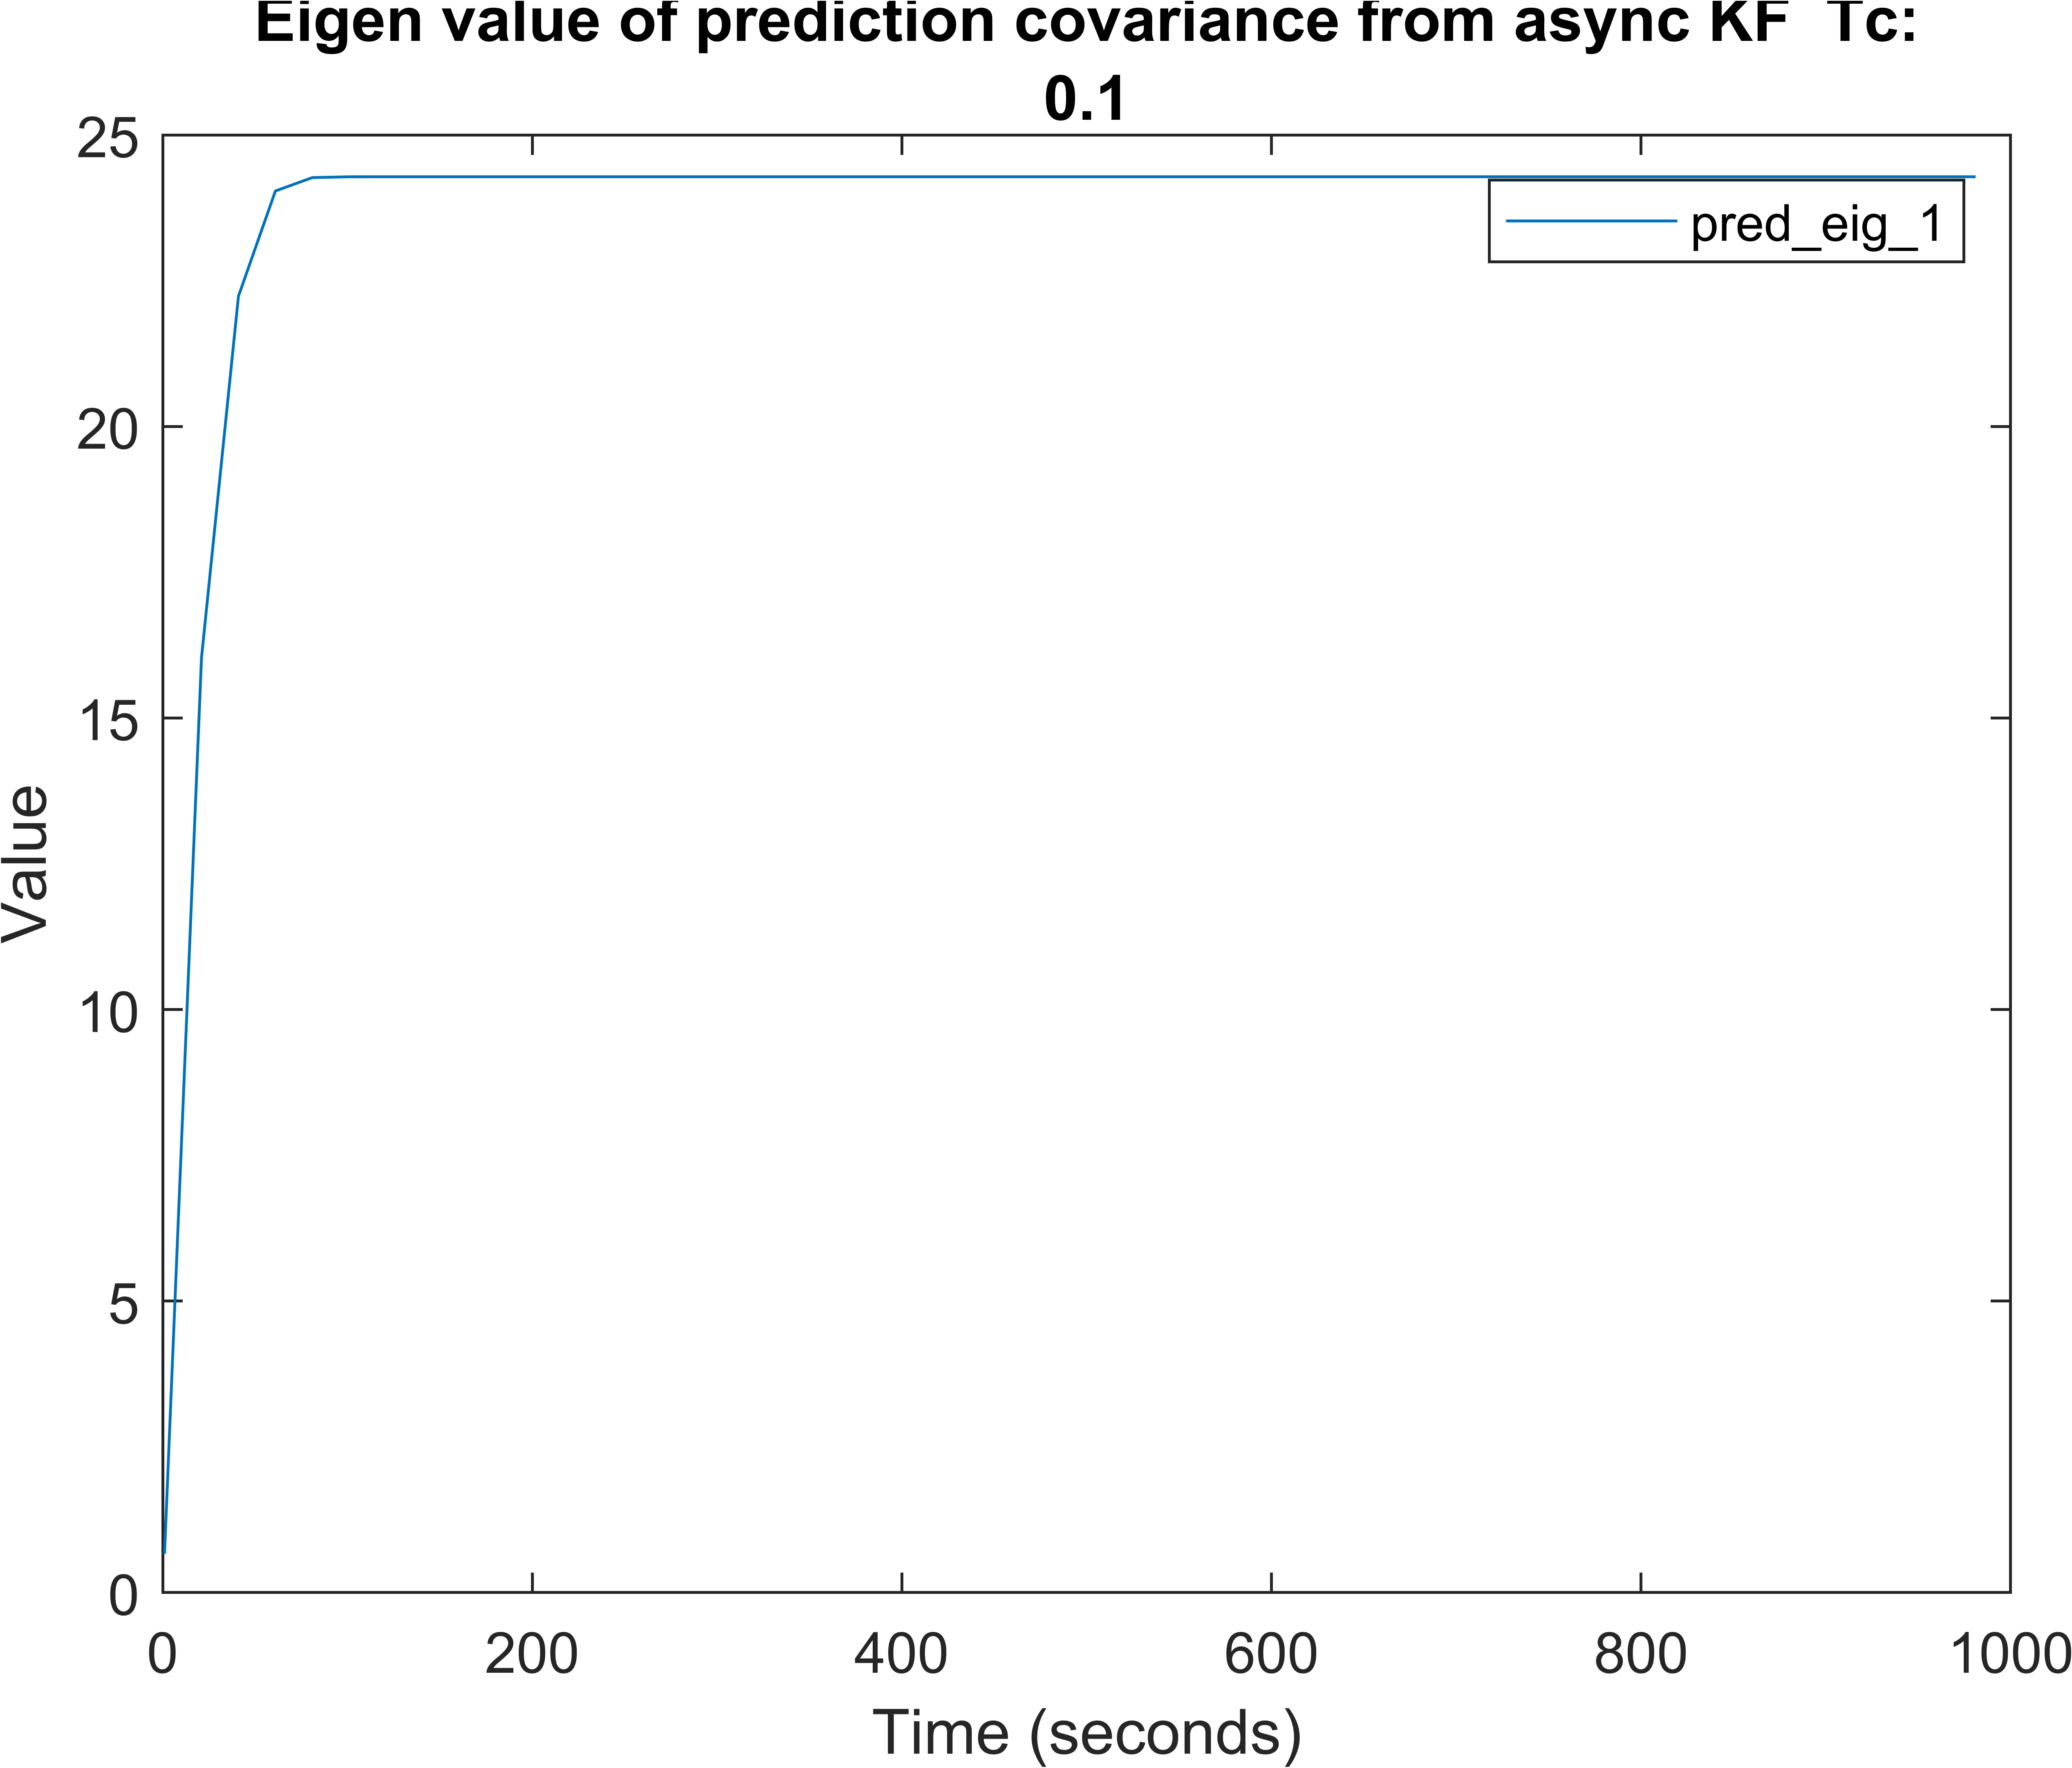 Eigen value of prediction covariance from async KF Tc:
0.1
25
20
15
10
5
0
Value
pred_eig_1
0 200 400 600 800 1000
Time (seconds)